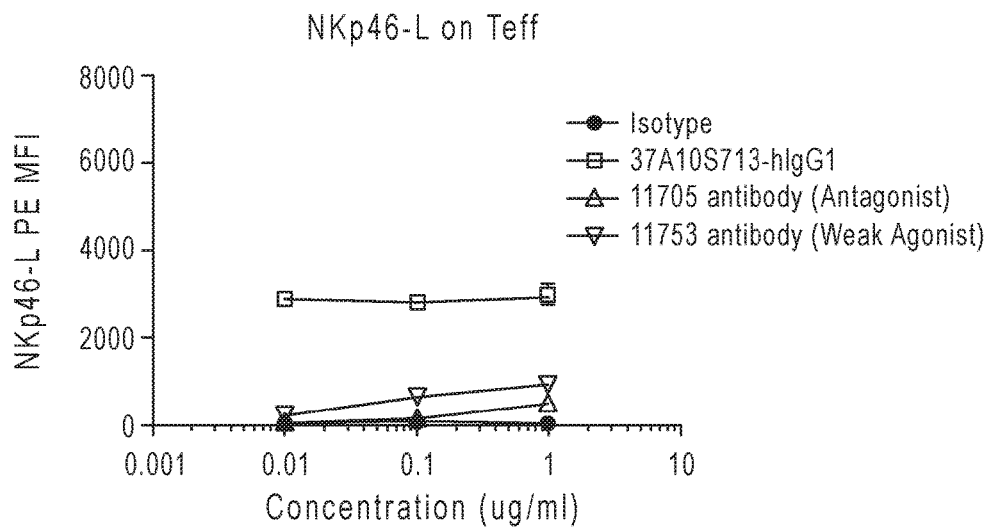 NKp46-L on Teff
NKp46-L PE MFI
8000
6000
4000
2000
0
0.001
0.01
0.1
1
10
Concentration (ug/ml)
Isotype
37A10S713-hIgG1
11705 antibody (Antagonist)
11753 antibody (Weak Agonist)